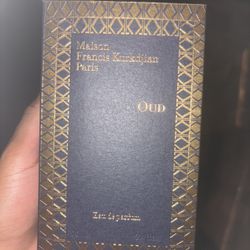 Maison
Francis Kurkdjian
Paris
OUD
Eau de parfum